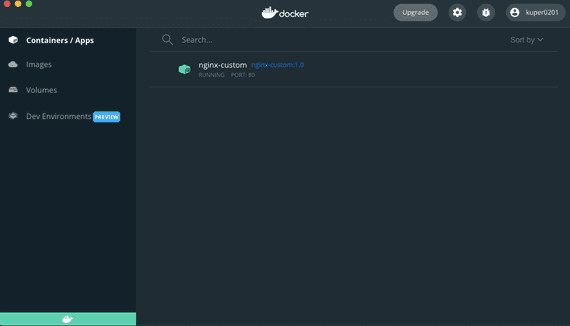 docker
Upgrade
kuper0201
Containers / Apps
Images
Volumes
Dev Environments PREVIEW
Search...
Sort by
nginx-custom nginx-custom:1.0
RUNNING PORT: 80